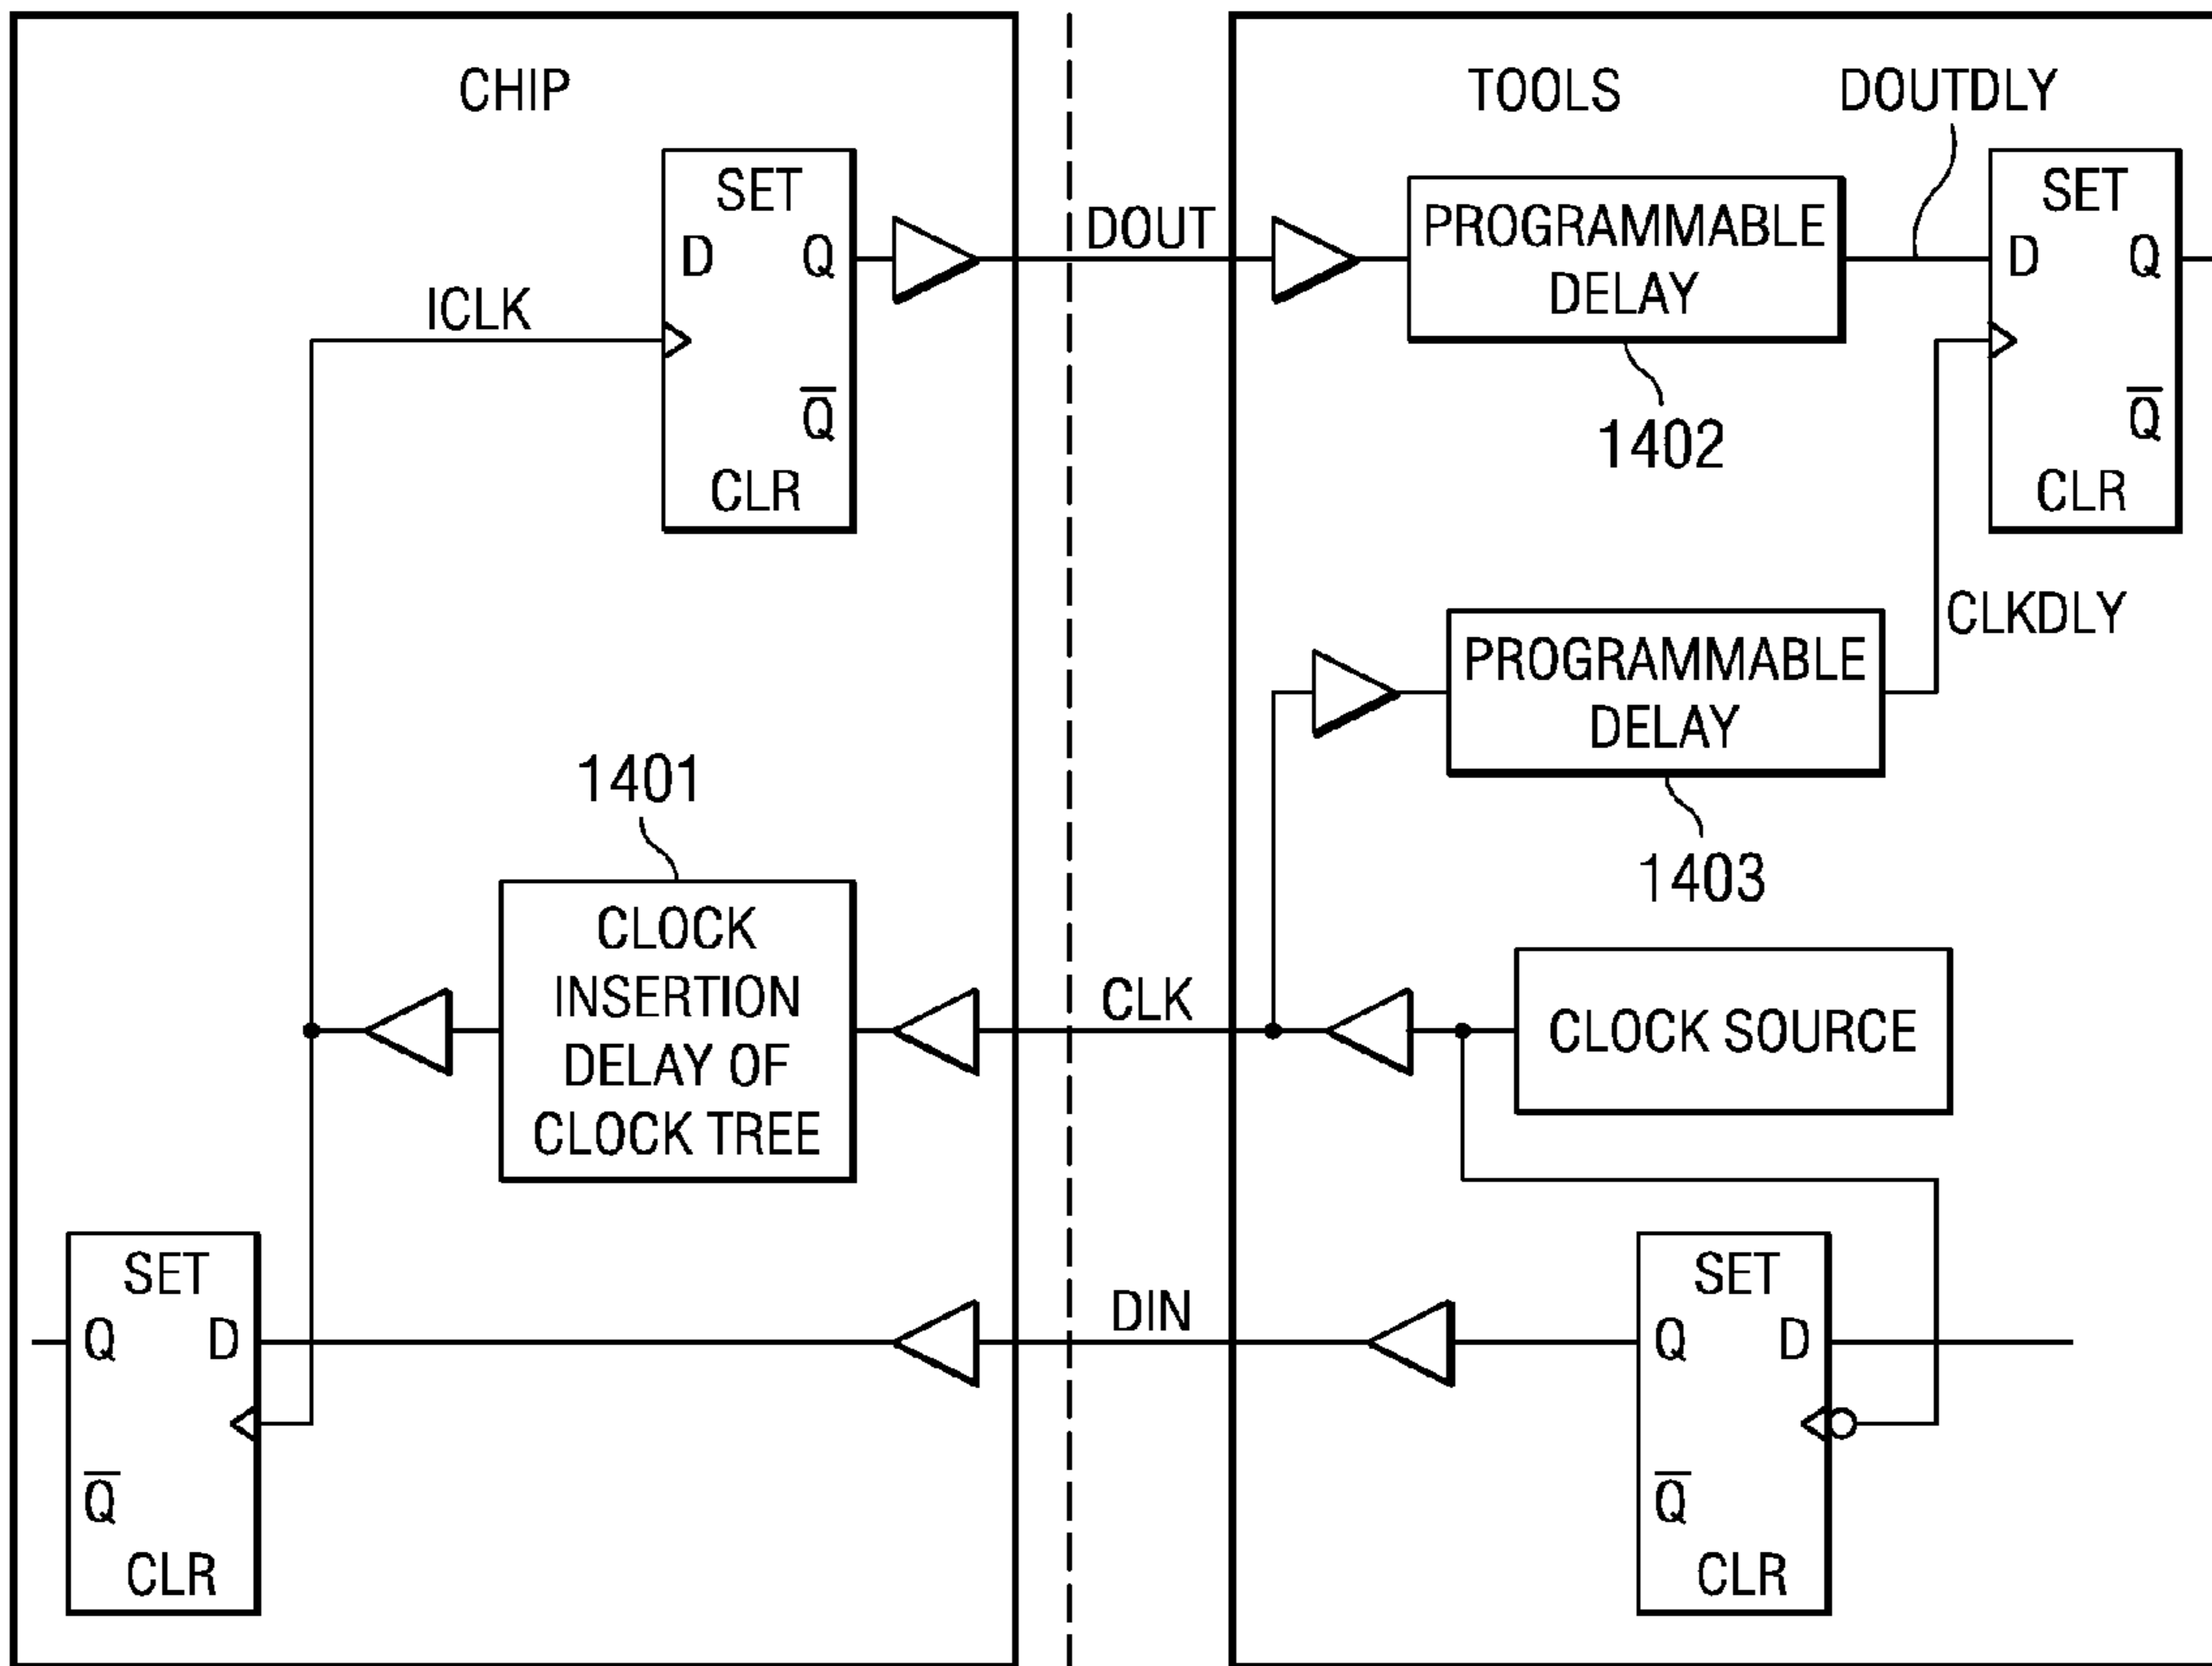 CHIP
TOOLS
DOUTDLY
SET
D Q
Q̅
CLR
ICLK
DOUT
PROGRAMMABLE
DELAY
1402
SET
D Q
Q̅
CLR
CLKDLY
PROGRAMMABLE
DELAY
1403
1401
CLOCK
INSERTION
DELAY OF
CLOCK TREE
CLK
CLOCK SOURCE
DIN
SET
Q D
Q̅
CLR
SET
Q D
Q̅
CLR